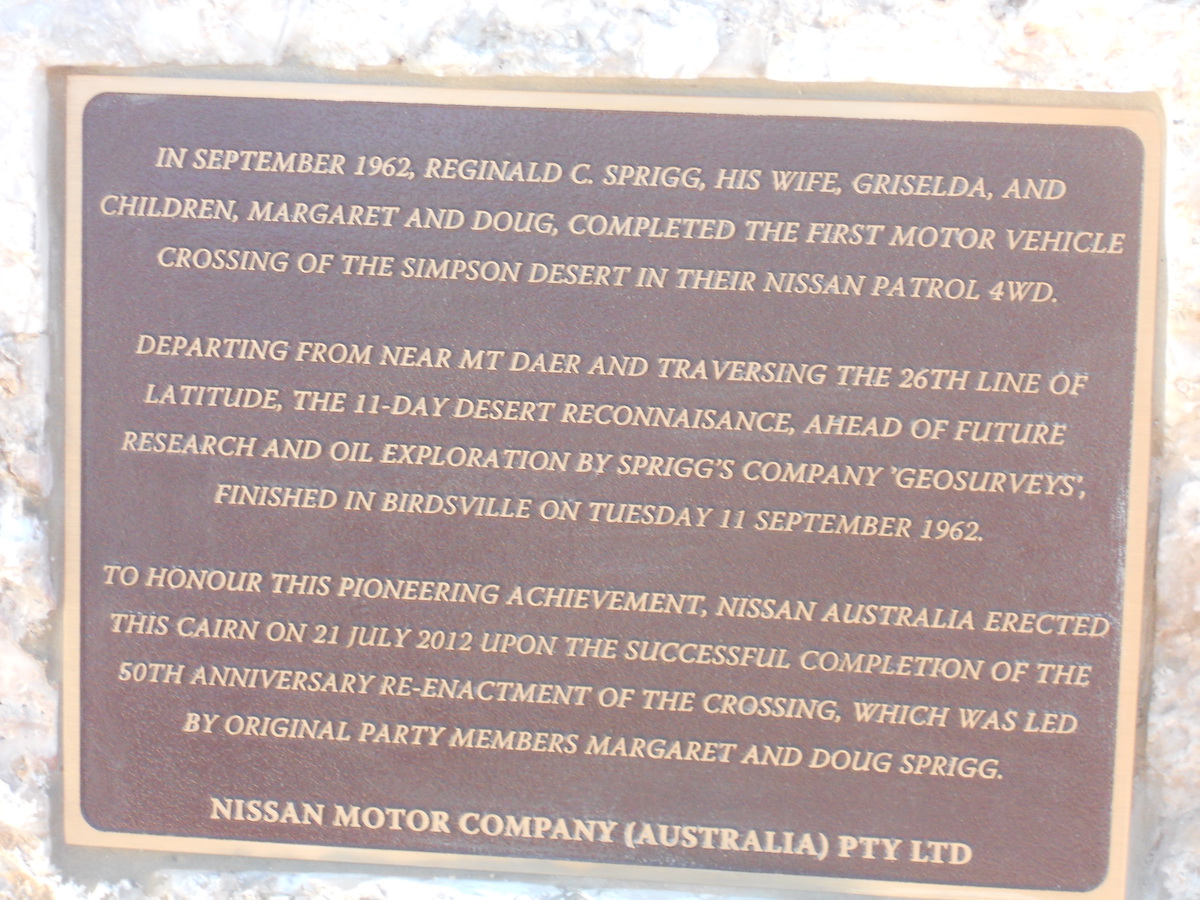 IN SEPTEMBER 1962, REGINALD C. SPRIGG, HIS WIFE, GRISELDA, AND
CHILDREN, MARGARET AND DOUG, COMPLETED THE FIRST MOTOR VEHICLE
CROSSING OF THE SIMPSON DESERT IN THEIR NISSAN PATROL 4WD.
DEPARTING FROM NEAR MT DAER AND TRAVERSING THE 26TH LINE OF
LATITUDE, THE 11-DAY DESERT RECONNAISANCE, AHEAD OF FUTURE
RESEARCH AND OIL EXPLORATION BY SPRIGG'S COMPANY 'GEOSURVEYS',
FINISHED IN BIRDSVILLE ON TUESDAY 11 SEPTEMBER 1962.
TO HONOUR THIS PIONEERING ACHIEVEMENT, NISSAN AUSTRALIA ERECTED
THIS CAIRN ON 21 JULY 2012 UPON THE SUCCESSFUL COMPLETION OF THE
50TH ANNIVERSARY RE-ENACTMENT OF THE CROSSING, WHICH WAS LED
BY ORIGINAL PARTY MEMBERS MARGARET AND DOUG SPRIGG.
NISSAN MOTOR COMPANY (AUSTRALIA) PTY LTD